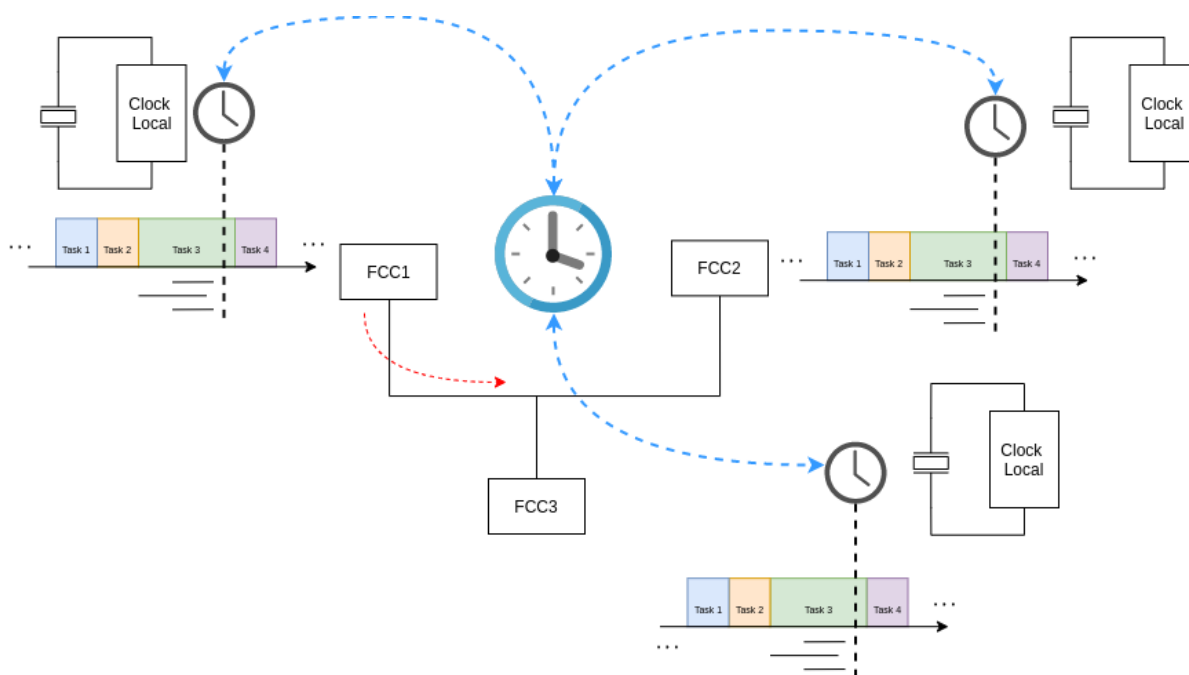 Clock
Local
Clock
Local
Task 1
Task 2
Task 3
Task 4
...
...
FCC1
FCC2
...
Task 1
Task 2
Task 3
Task 4
...
Clock
Local
FCC3
Task 1
Task 2
Task 3
Task 4
...
...